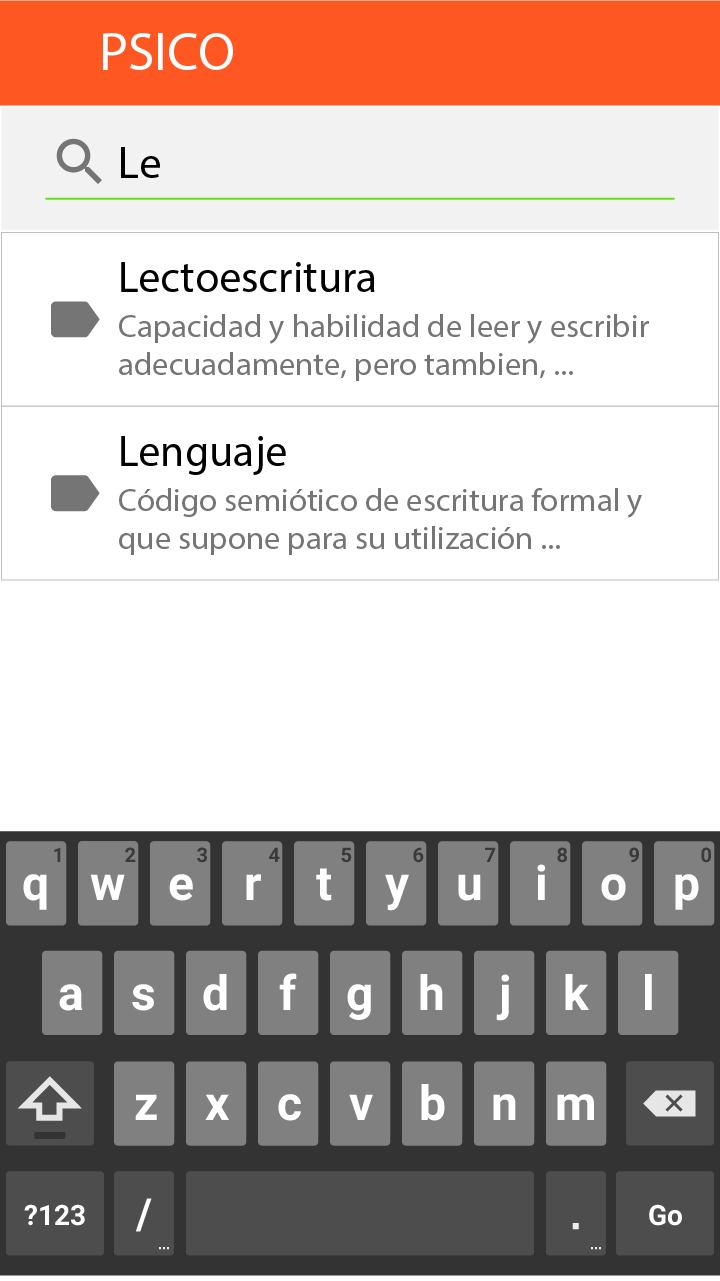 PSICO
Le
Lectoescritura
Capacidad y habilidad de leer y escribir
adecuadamente, pero tambien, ...
Lenguaje
Código semiótico de escritura formal y
que supone para su utilización ...
1 2 3 4 5 6 7 8 9 0
q w e r t y u i o p
a s d f g h j k l
z x c v b n m
?123 / ... . ... Go